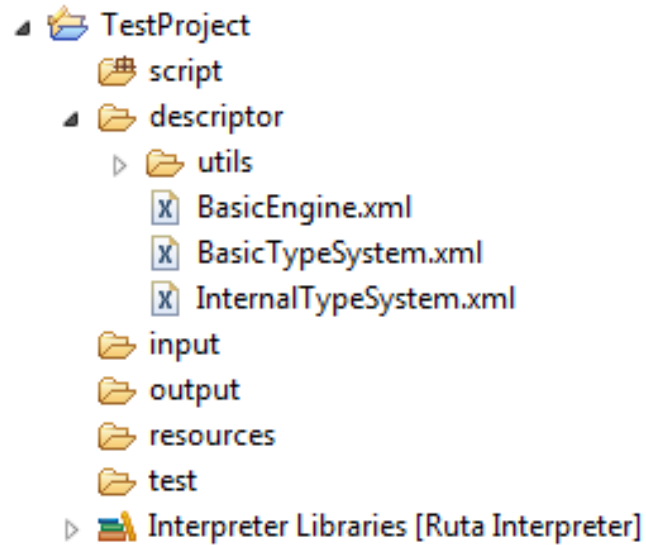 TestProject
script
descriptor
utils
BasicEngine.xml
BasicTypeSystem.xml
InternalTypeSystem.xml
input
output
resources
test
Interpreter Libraries [Ruta Interpreter]